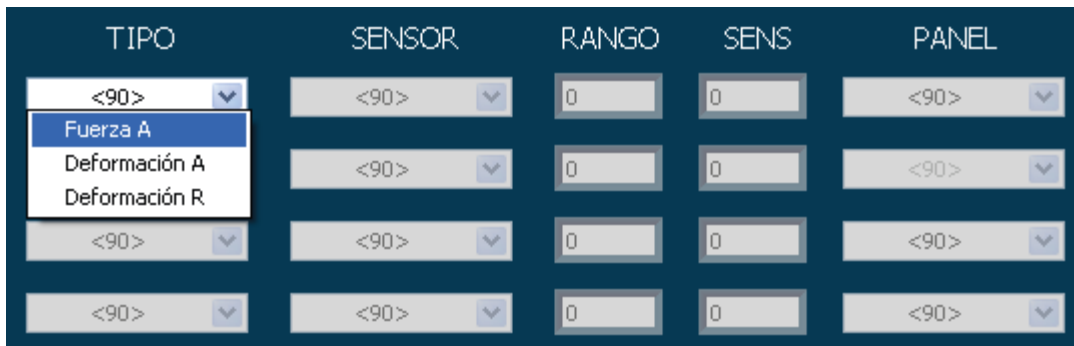 TIPO SENSOR RANGO SENS PANEL
<90> <90> 0 0 <90>
Fuerza A
Deformación A <90> 0 0 <90>
Deformación R
<90> <90> 0 0 <90>
<90> <90> 0 0 <90>